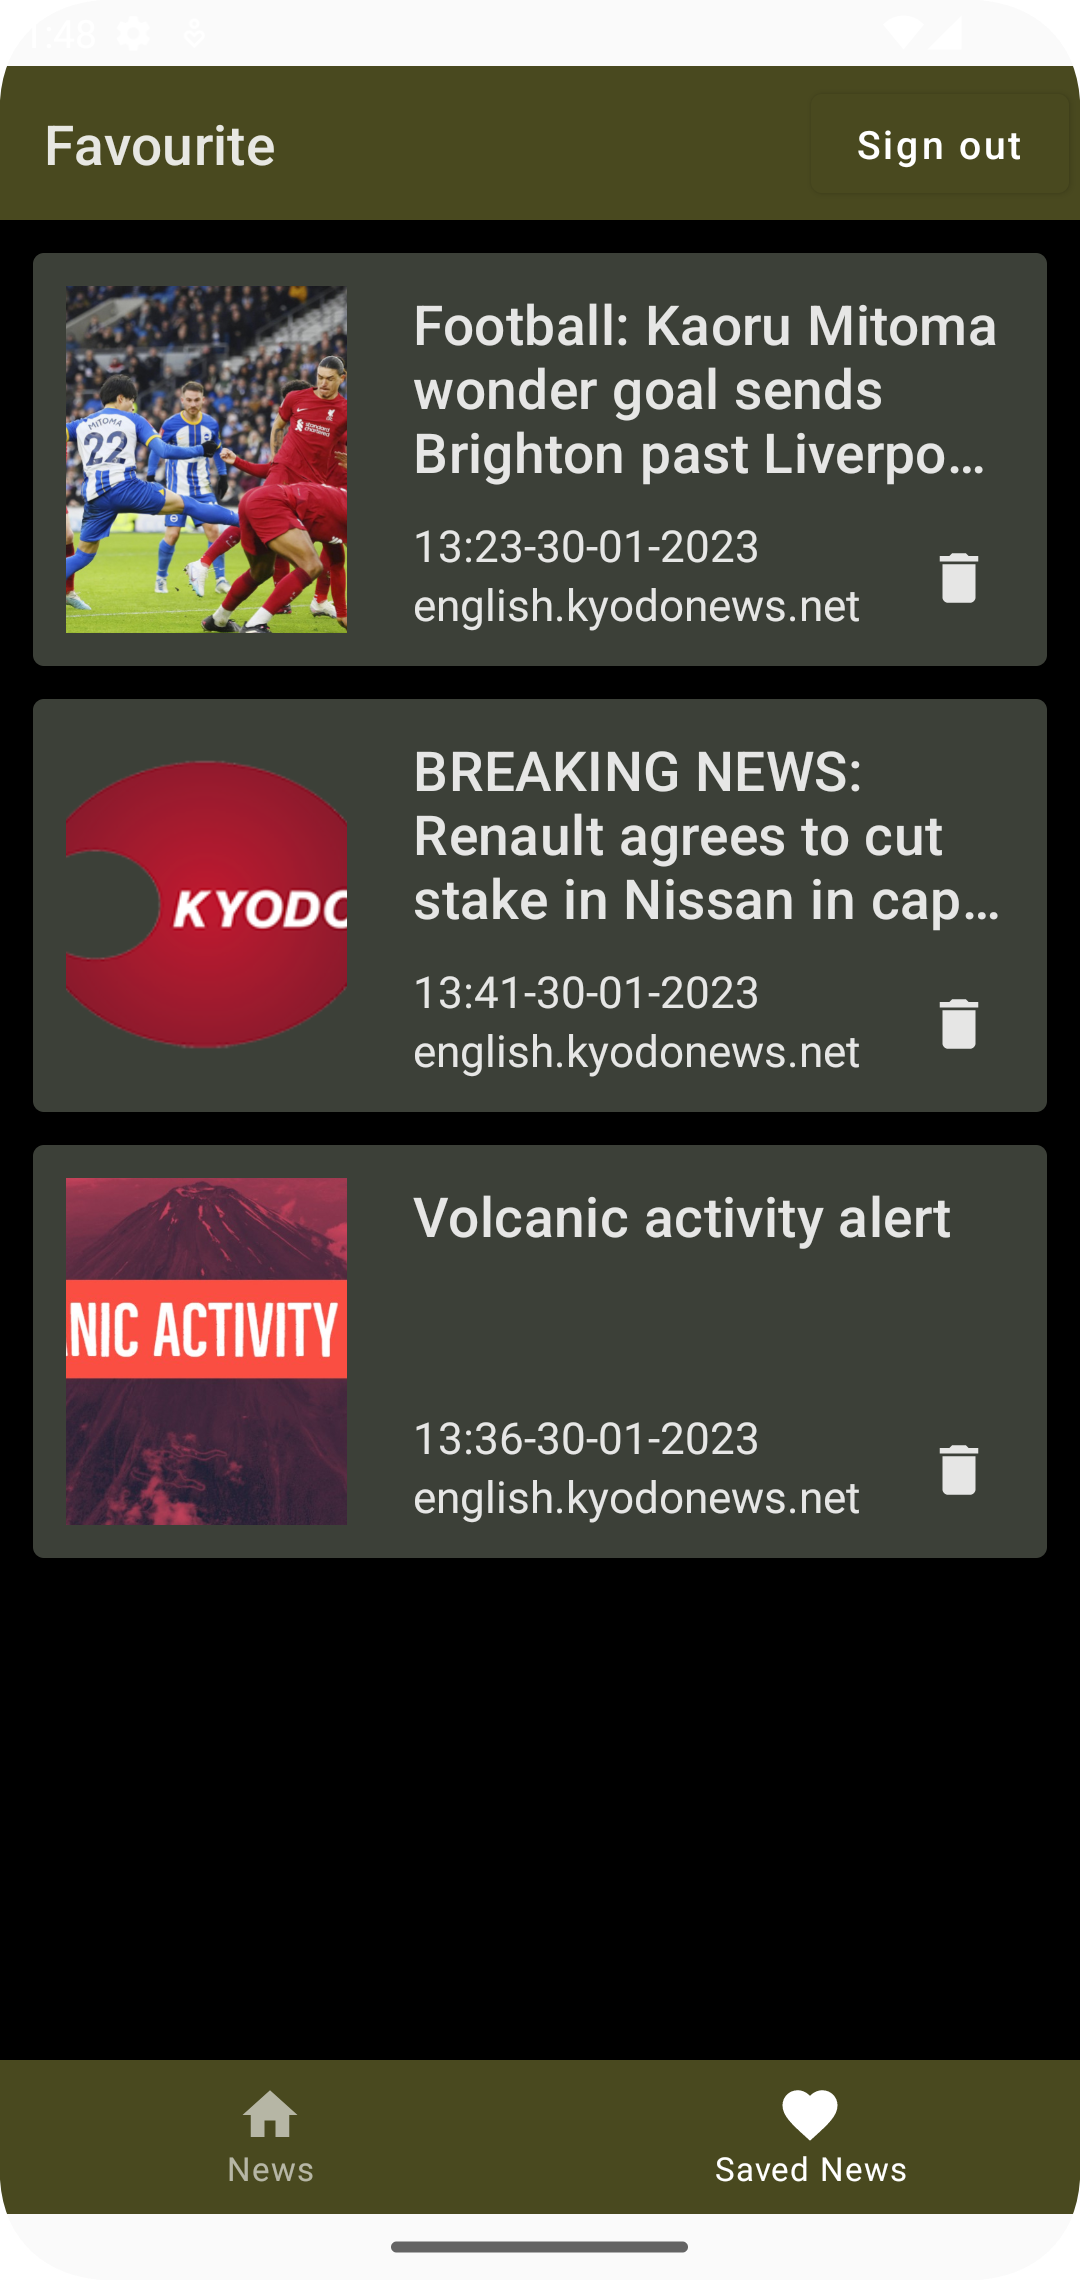 1:48
Favourite
Sign out
Football: Kaoru Mitoma
wonder goal sends
Brighton past Liverpo...
13:23-30-01-2023
english.kyodonews.net
MITOMA
22
standard
chartered
BREAKING NEWS:
Renault agrees to cut
stake in Nissan in cap...
KYODO
13:41-30-01-2023
english.kyodonews.net
Volcanic activity alert
NIC ACTIVITY
13:36-30-01-2023
english.kyodonews.net
News
Saved News